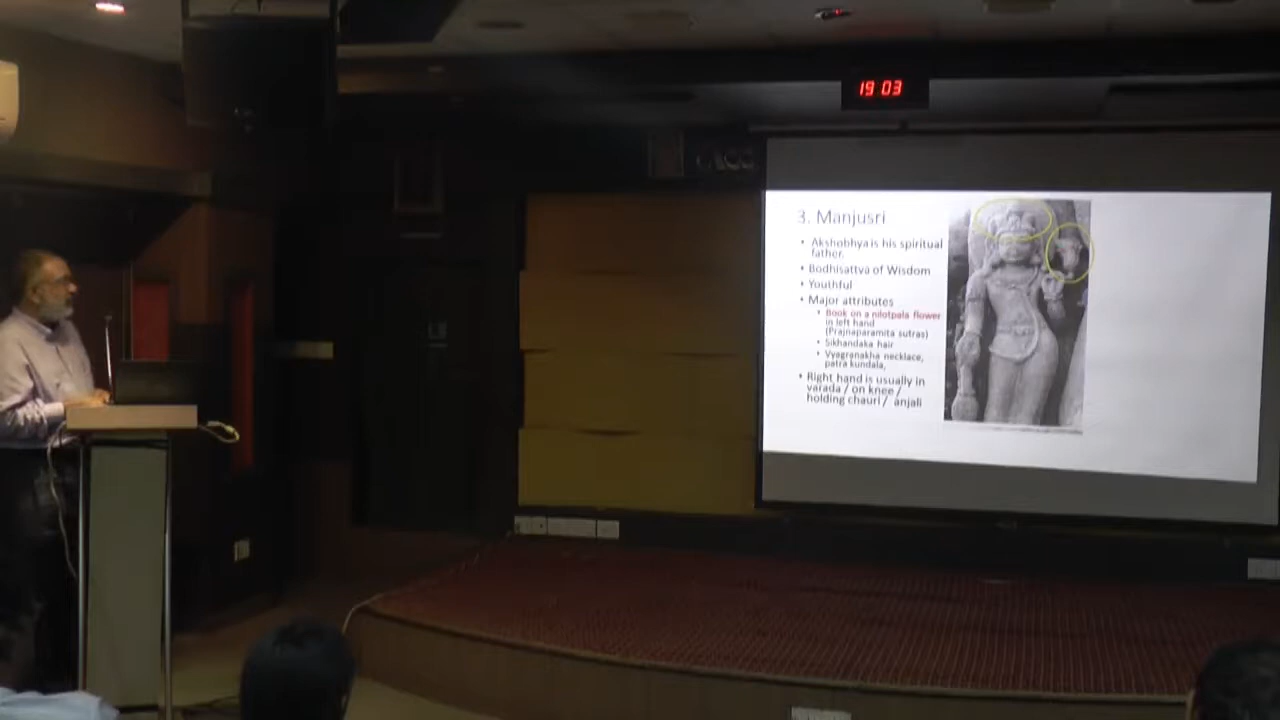 19 03
3. Manjusri
• Akshobhya is his spiritual
father.
• Bodhisattva of Wisdom
• Youthful
• Major attributes
• Book on a nilotpala flower
in left hand
(Prajnaparamita sutras)
• Sikhandaka hair
• Vyagranakha necklace,
patra kundala,
• Right hand is usually in
varada / on knee /
holding chauri / anjali